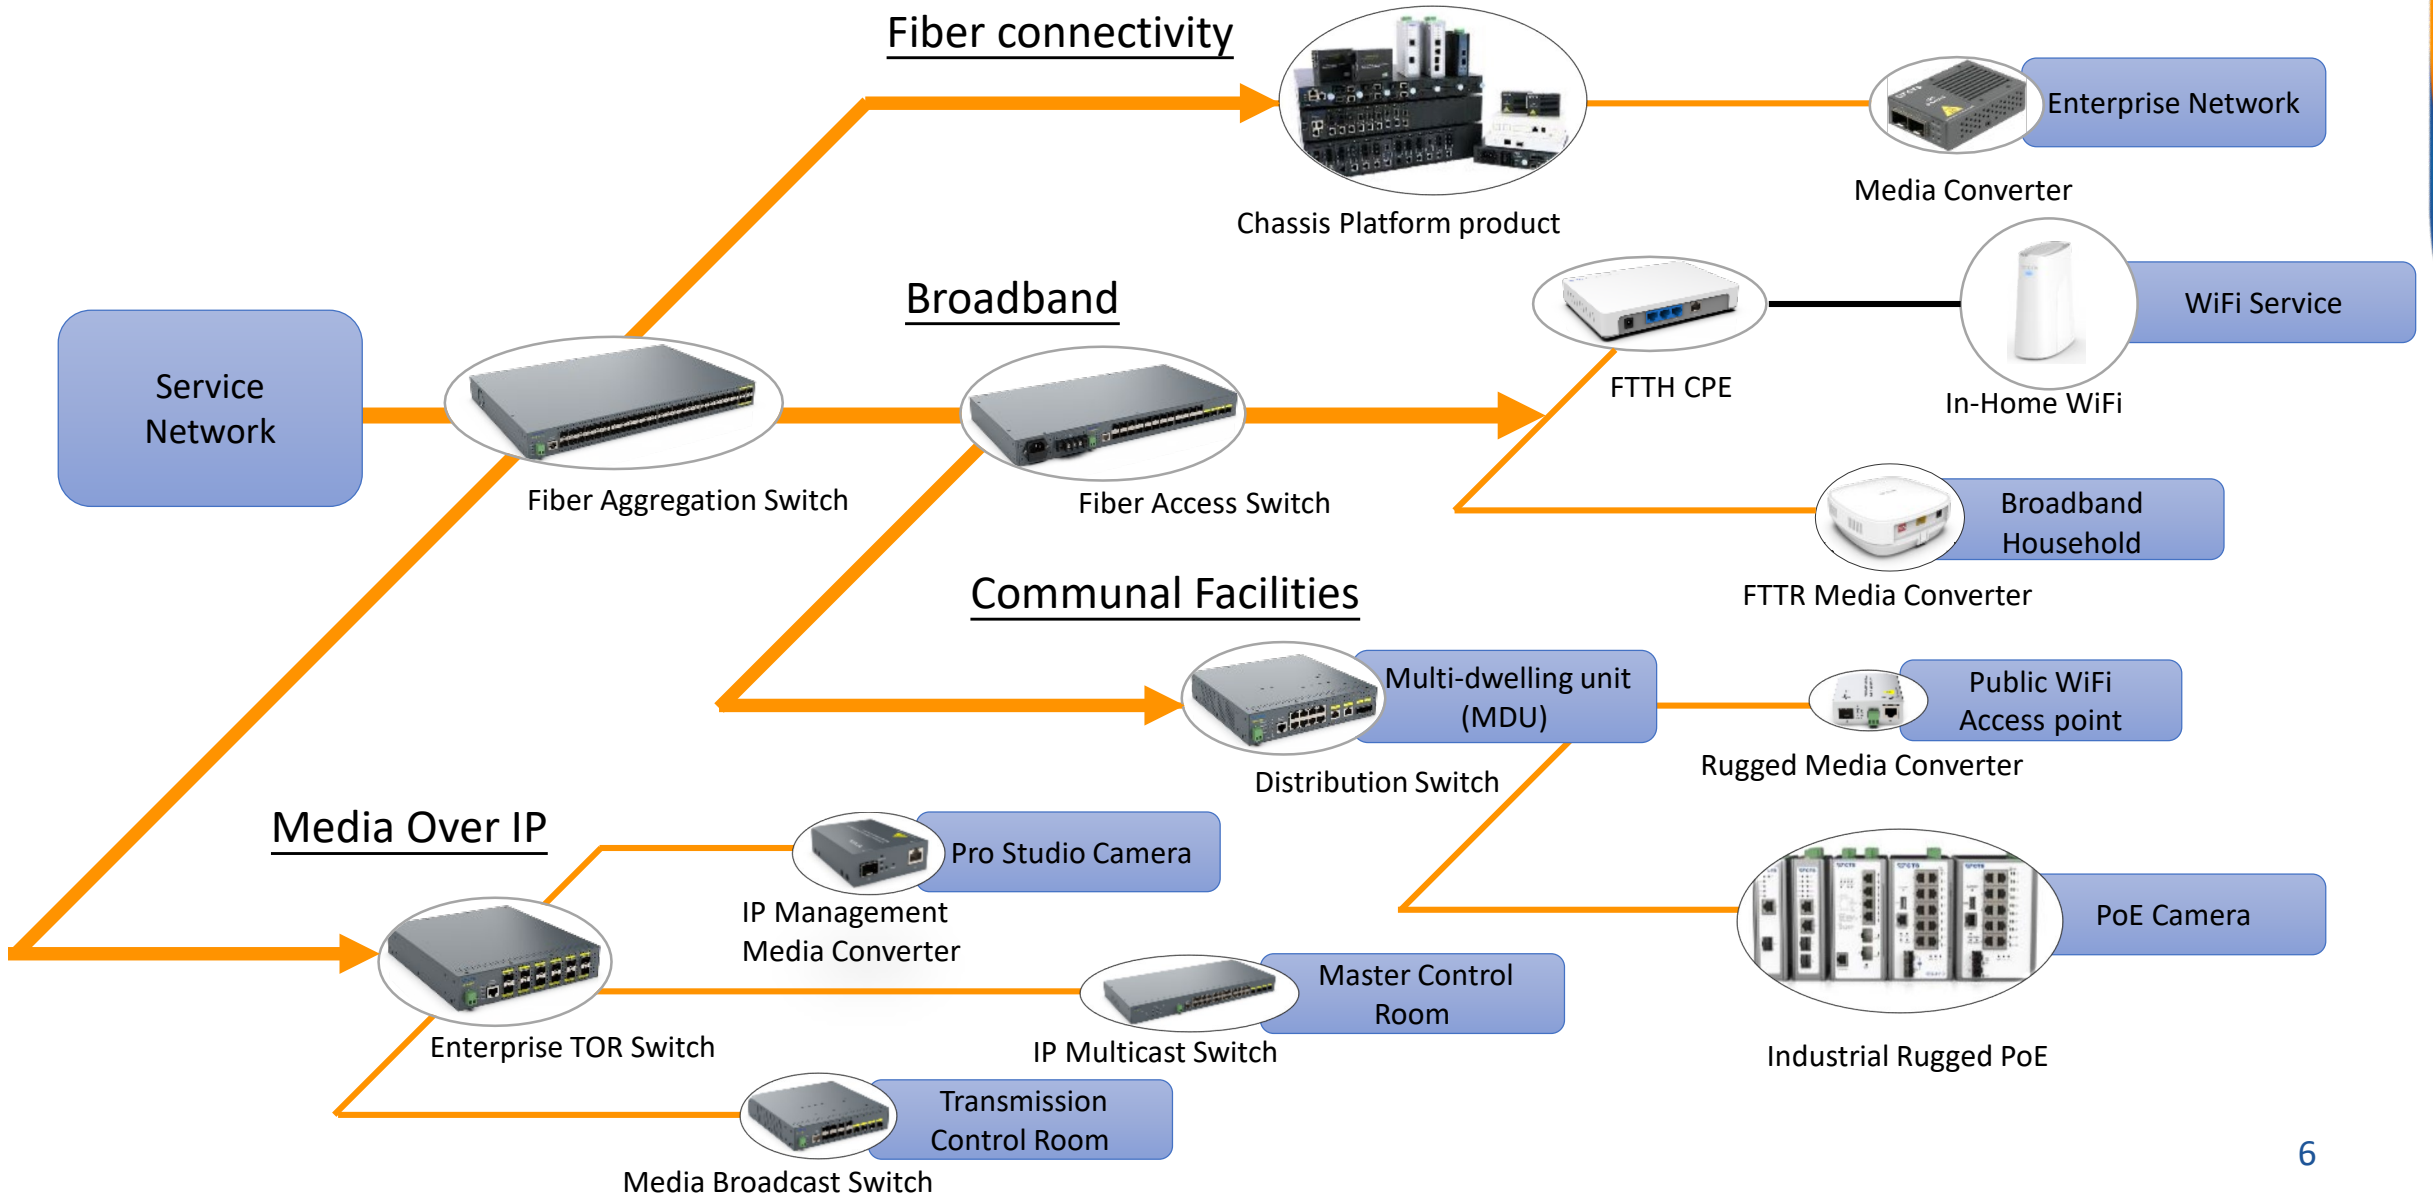 Fiber connectivity
Enterprise Network
Media Converter
Chassis Platform product
Broadband
WiFi Service
Service
Network
FTTH CPE
In-Home WiFi
Fiber Aggregation Switch
Fiber Access Switch
Broadband
Household
FTTR Media Converter
Communal Facilities
Multi-dwelling unit
(MDU)
Public WiFi
Access point
Rugged Media Converter
Distribution Switch
Media Over IP
Pro Studio Camera
IP Management
Media Converter
PoE Camera
Master Control
Room
Enterprise TOR Switch
IP Multicast Switch
Industrial Rugged PoE
Transmission
Control Room
Media Broadcast Switch
6